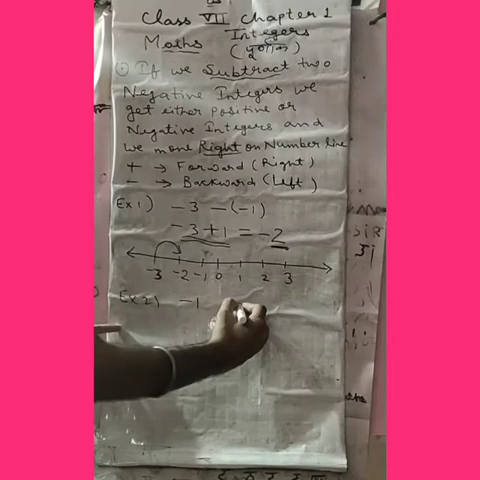 Class VII Chapter 1
Maths Integers
If we Subtract two
Negative Integers we
get either positive or
Negative Integers and
we move Right on Number line
+ → Forward (Right)
- → Backward (Left)
Ex 1) -3 -(-1)
-3+1 = -2
-3 -2 -1 0 1 2 3
Ex 2) -1